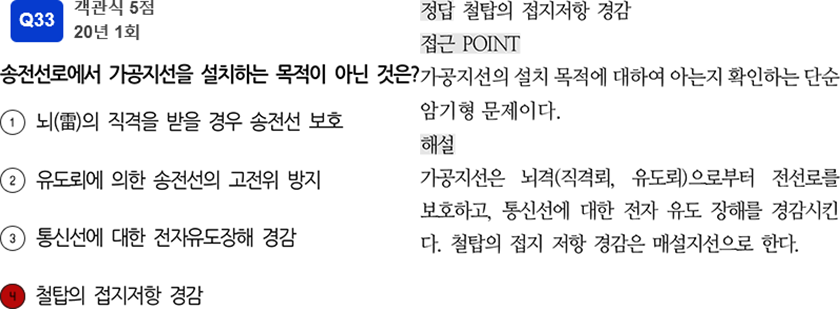 Q33
객관식 5점
20년 1회
송전선로에서 가공지선을 설치하는 목적이 아닌 것은?
1 뇌(雷)의 직격을 받을 경우 송전선 보호
2 유도뢰에 의한 송전선의 고전위 방지
3 통신선에 대한 전자유도장해 경감
4 철탑의 접지저항 경감
정답 철탑의 접지저항 경감
접근 POINT
가공지선의 설치 목적에 대하여 아는지 확인하는 단순
암기형 문제이다.
해설
가공지선은 뇌격(직격뢰, 유도뢰)으로부터 전선로를
보호하고, 통신선에 대한 전자 유도 장해를 경감시킨
다. 철탑의 접지 저항 경감은 매설지선으로 한다.